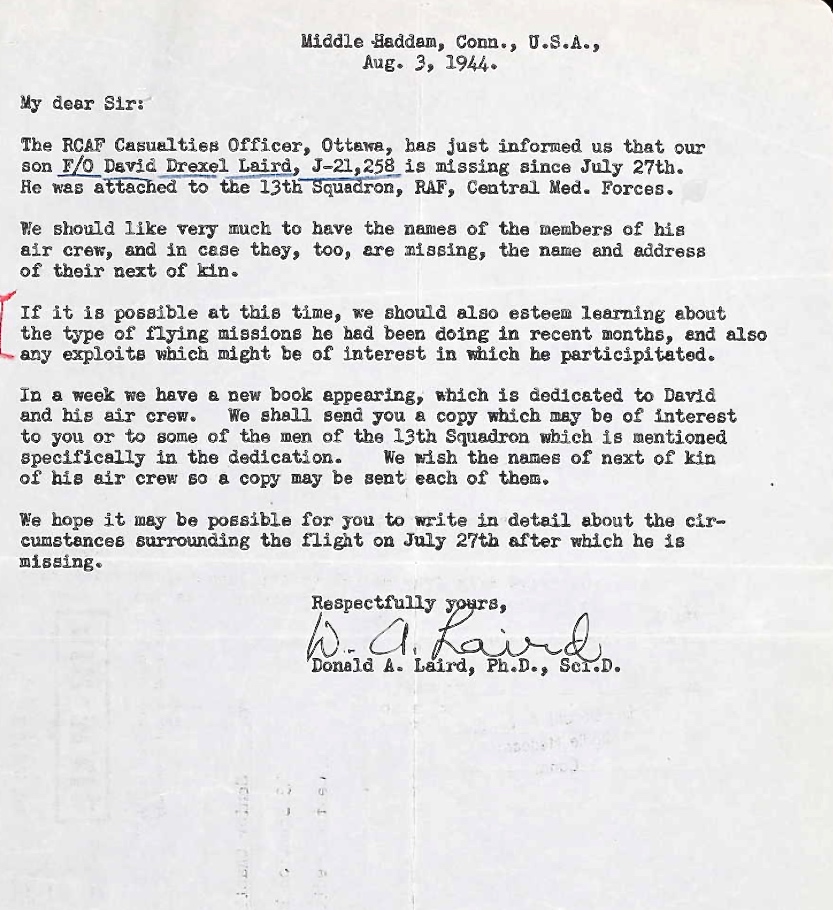 Middle Haddam, Conn., U.S.A.,
Aug. 3, 1944.
My dear Sir:
The RCAF Casualties Officer, Ottawa, has just informed us that our
son F/O David Drexel Laird, J-21,258 is missing since July 27th.
He was attached to the 13th Squadron, RAF, Central Med. Forces.
We should like very much to have the names of the members of his
air crew, and in case they, too, are missing, the name and address
of their next of kin.
If it is possible at this time, we should also esteem learning about
the type of flying missions he had been doing in recent months, and also
any exploits which might be of interest in which he participitated.
In a week we have a new book appearing, which is dedicated to David
and his air crew. We shall send you a copy which may be of interest
to you or to some of the men of the 13th Squadron which is mentioned
specifically in the dedication. We wish the names of next of kin
of his air crew so a copy may be sent each of them.
We hope it may be possible for you to write in detail about the cir-
cumstances surrounding the flight on July 27th after which he is
missing.
Respectfully yours,
D. A. Laird
Donald A. Laird, Ph.D., Sci.D.